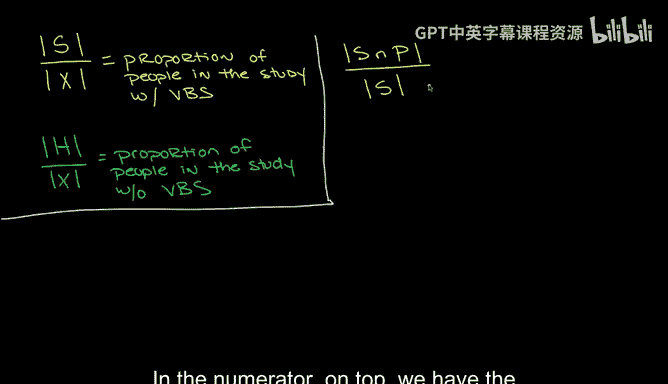 GPT中英字幕课程资源 bilibili
|S|
|X|
= proportion of
people in the study
w/ VBS
|S∩P|
|S|
|H|
|X|
= proportion of
people in the study
w/o VBS
In the numerator, on top, we have the